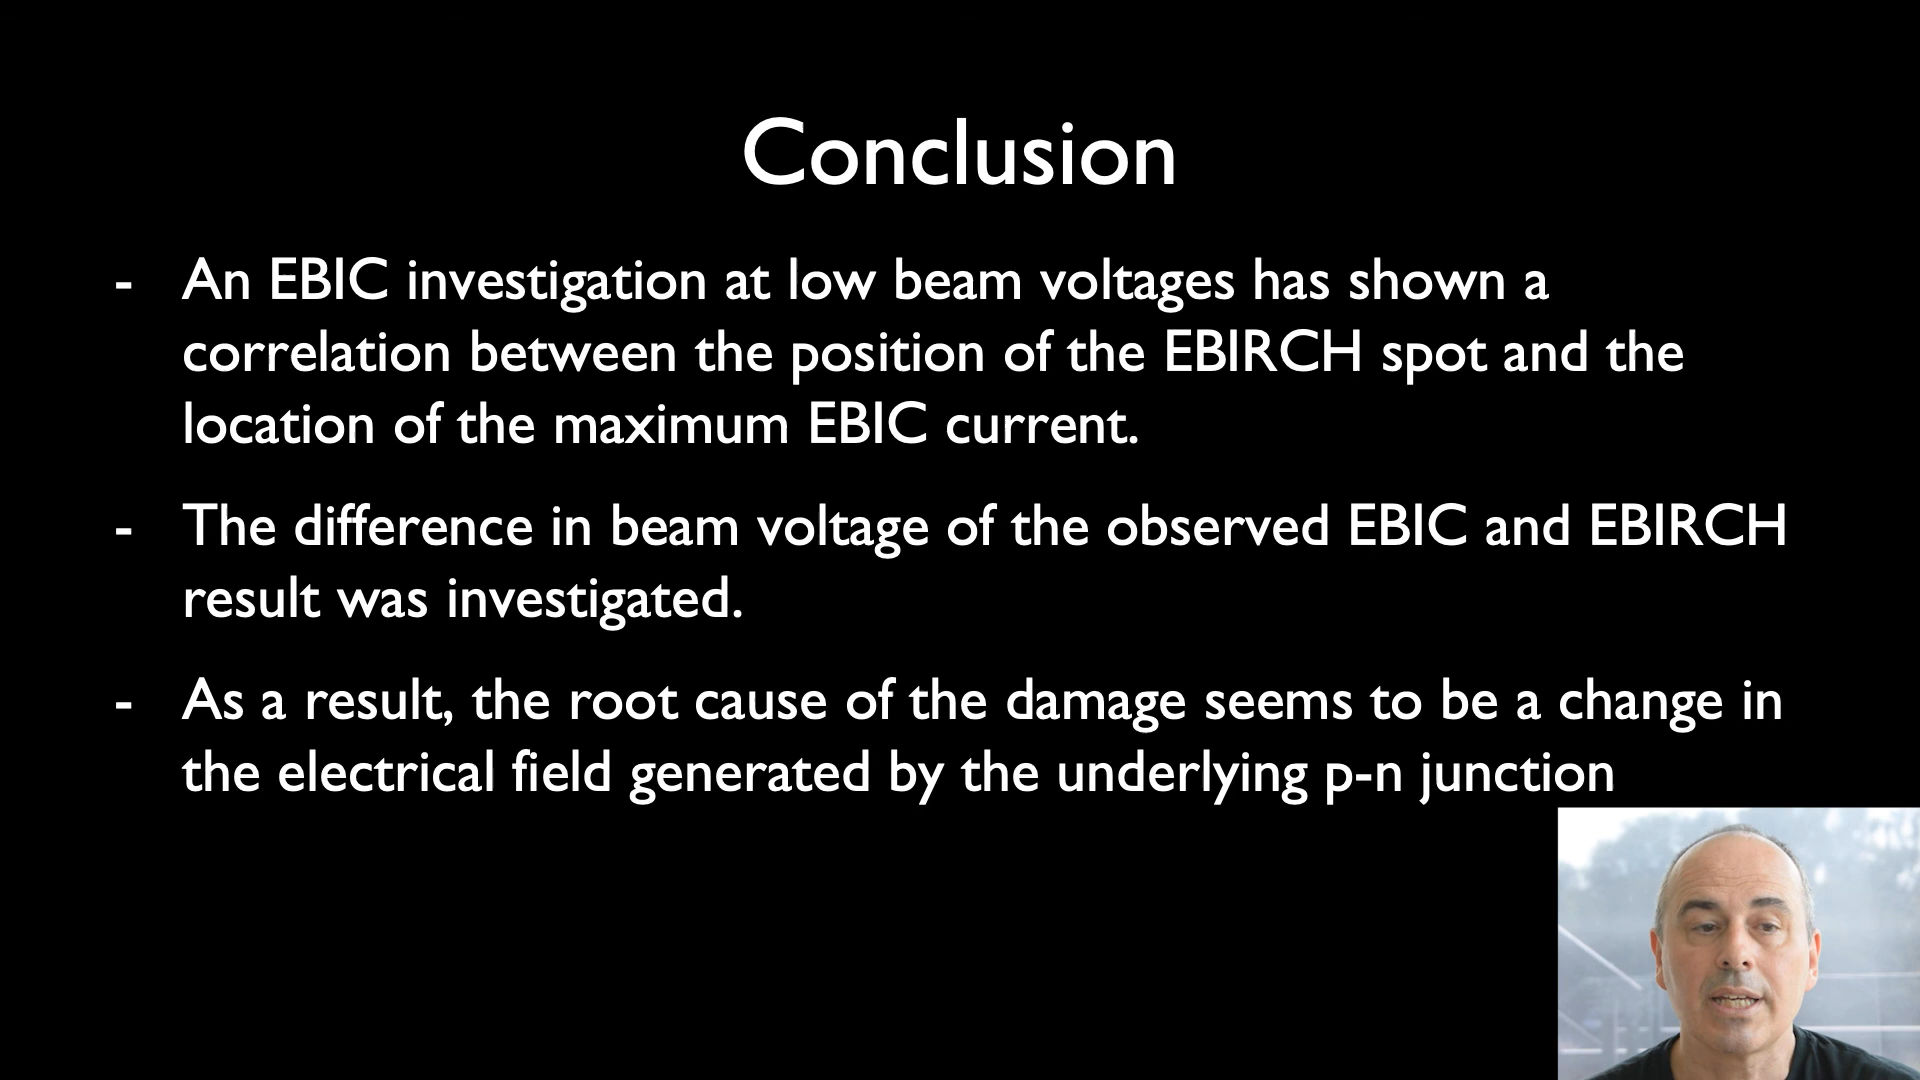 Conclusion
- An EBIC investigation at low beam voltages has shown a
correlation between the position of the EBIRCH spot and the
location of the maximum EBIC current.
- The difference in beam voltage of the observed EBIC and EBIRCH
result was investigated.
- As a result, the root cause of the damage seems to be a change in
the electrical field generated by the underlying p-n junction